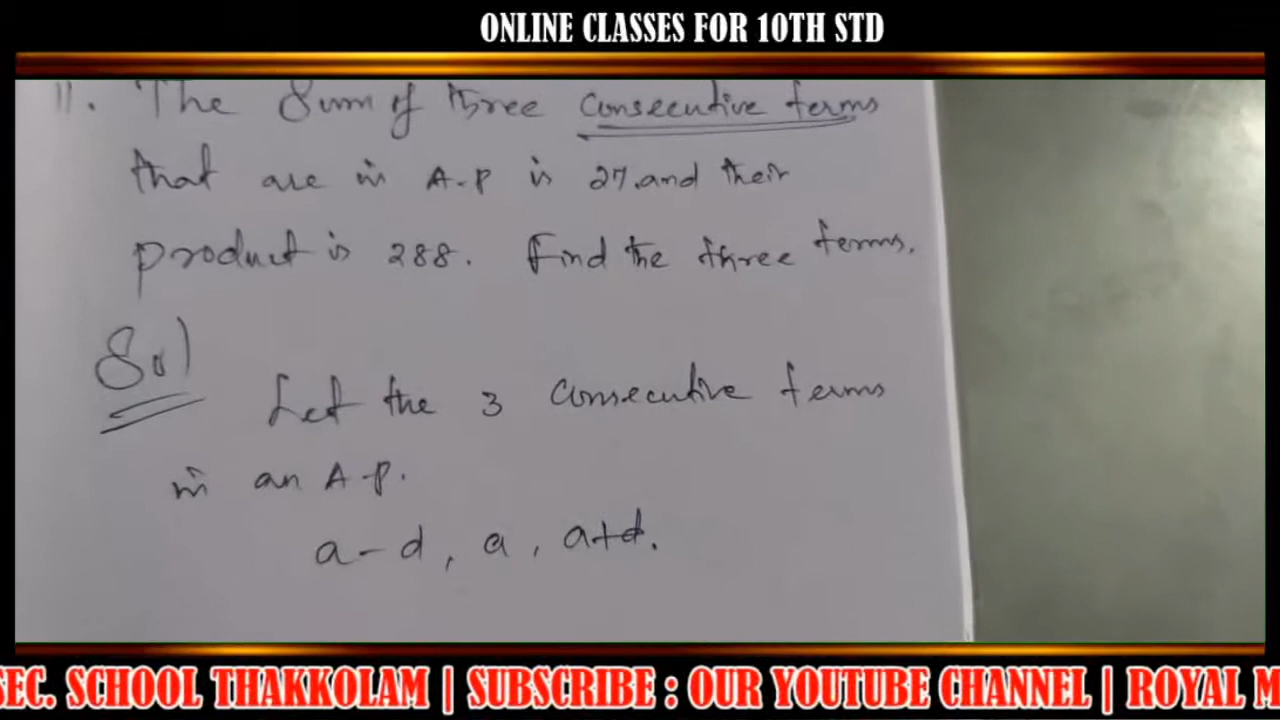 ONLINE CLASSES FOR 10TH STD
11. The Sum of three consecutive terms
that are in A.P is 27. and their
product is 288. Find the three terms.
Sol
Let the 3 consecutive terms
in an A.P.
a-d, a, a+d.
SEC. SCHOOL THAKKOLAM | SUBSCRIBE : OUR YOUTUBE CHANNEL | ROYAL M